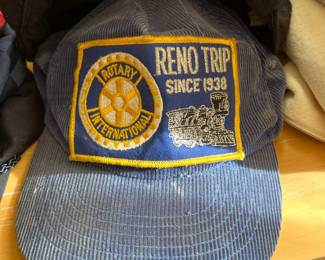 ROTARY
INTERNATIONAL
RENO TRIP
SINCE 1938